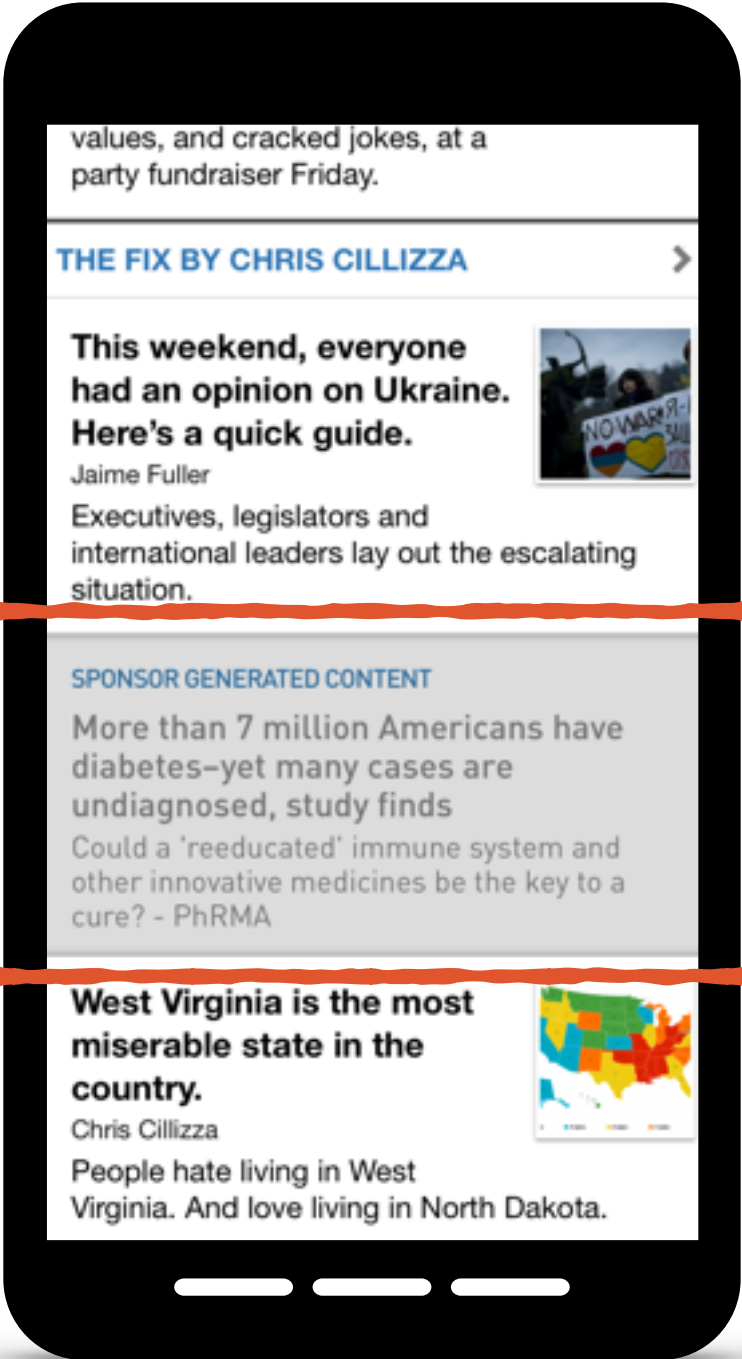 values, and cracked jokes, at a
party fundraiser Friday.
THE FIX BY CHRIS CILLIZZA
This weekend, everyone
had an opinion on Ukraine.
Here's a quick guide.
Jaime Fuller
Executives, legislators and
international leaders lay out the escalating
situation.
NO WAR
SPONSOR GENERATED CONTENT
More than 7 million Americans have
diabetes–yet many cases are
undiagnosed, study finds
Could a 'reeducated' immune system and
other innovative medicines be the key to a
cure? - PhRMA
West Virginia is the most
miserable state in the
country.
Chris Cillizza
People hate living in West
Virginia. And love living in North Dakota.